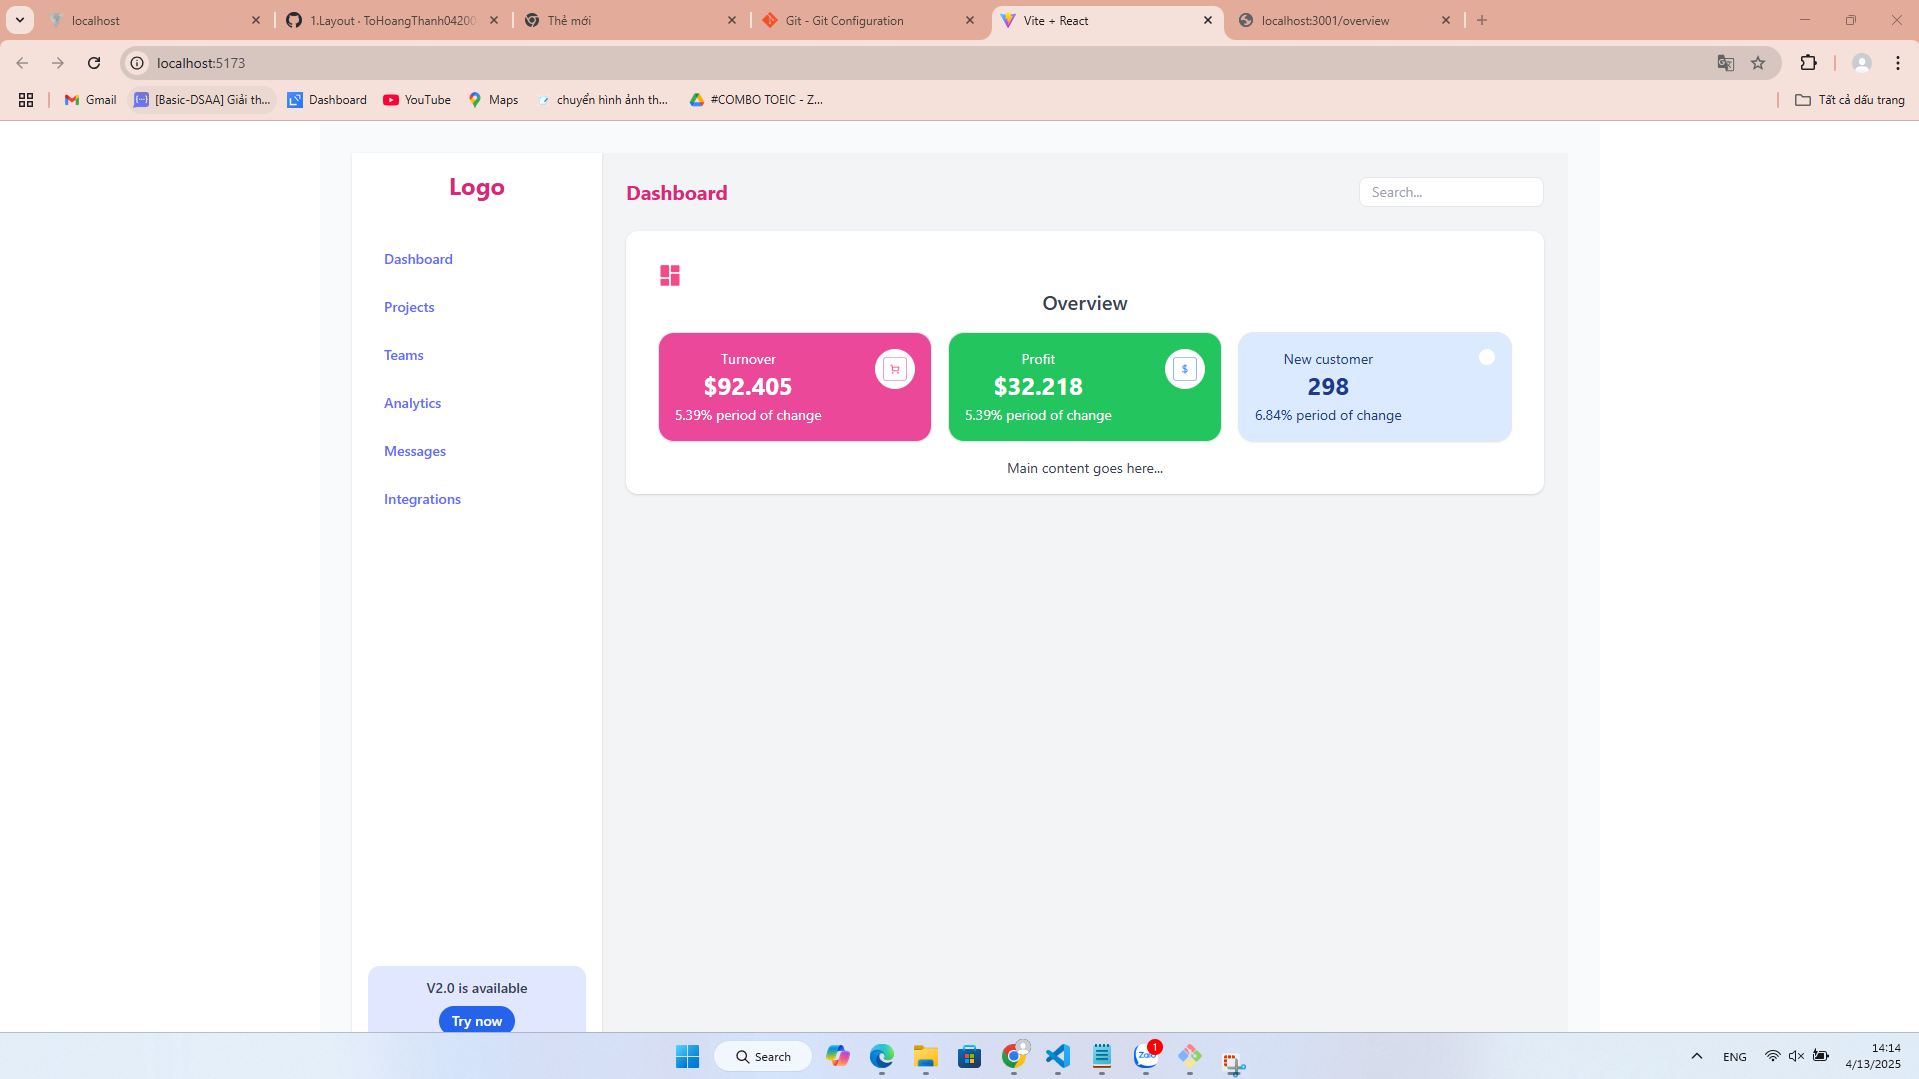 localhost
1.Layout · ToHoangThanh04200
Thẻ mới
Git - Git Configuration
Vite + React
localhost:3001/overview
localhost:5173
Gmail
[Basic-DSAA] Giải th...
Dashboard
YouTube
Maps
chuyển hình ảnh th...
#COMBO TOEIC - Z...
Tất cả dấu trang
Logo
Dashboard
Projects
Teams
Analytics
Messages
Integrations
V2.0 is available
Try now
Dashboard
Search...
Overview
Turnover
$92.405
5.39% period of change
Profit
$32.218
5.39% period of change
$
New customer
298
6.84% period of change
Main content goes here...
Search
Zalo
1
ENG
14:14
4/13/2025